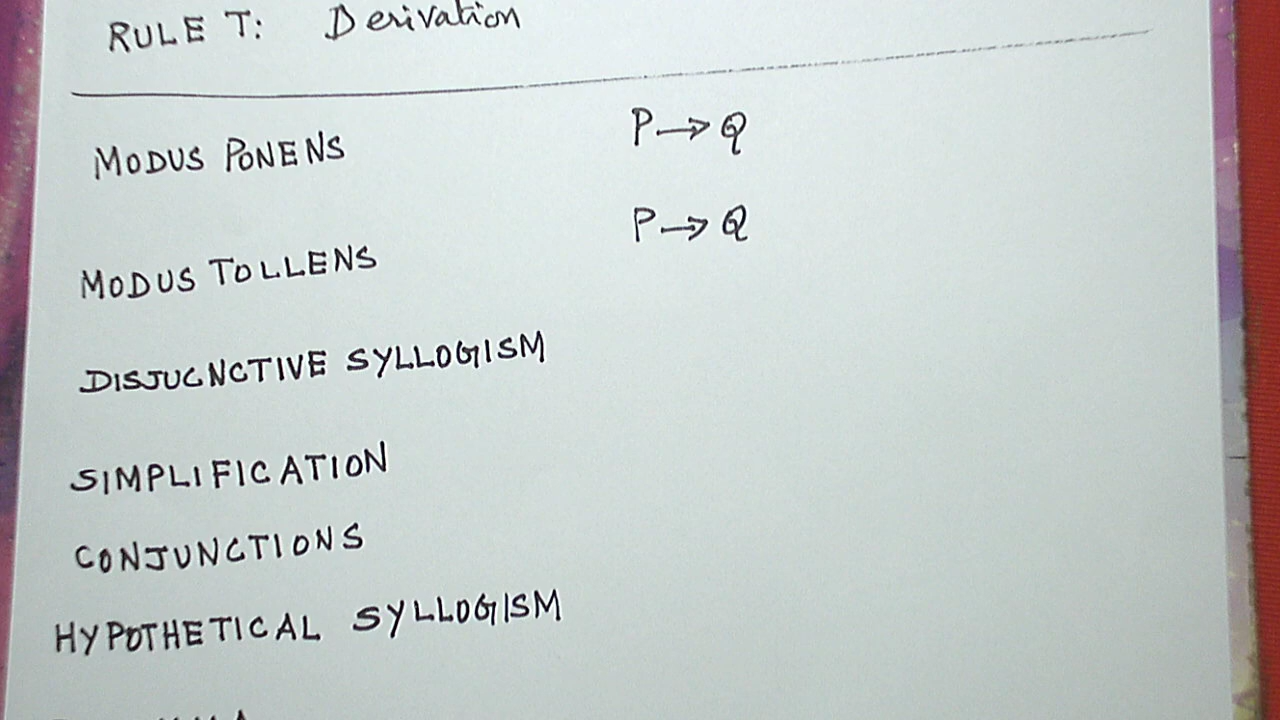 RULE T: Derivation
MODUS PONENS P→Q
MODUS TOLLENS P→Q
DISJUCNCTIVE SYLLOGISM
SIMPLIFICATION
CONJUNCTIONS
HYPOTHETICAL SYLLOGISM